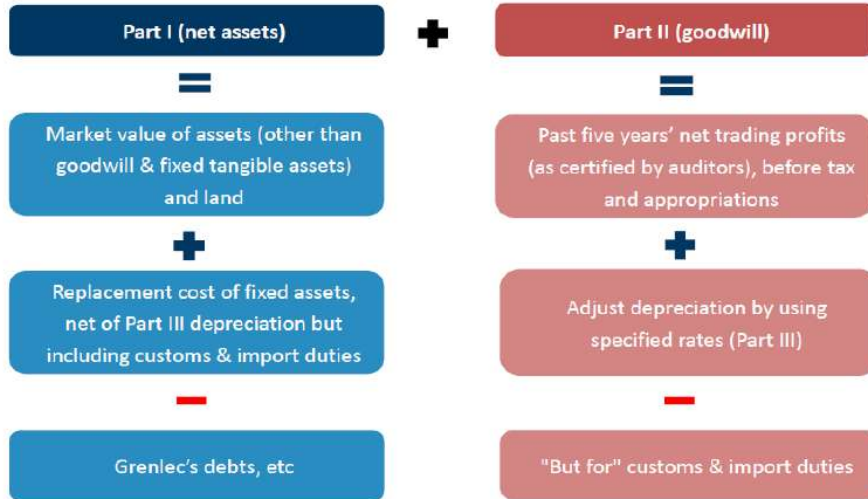 Part I (net assets)
+
Part II (goodwill)
=
=
Market value of assets (other than
goodwill & fixed tangible assets)
and land
Past five years’ net trading profits
(as certified by auditors), before tax
and appropriations
+
+
Replacement cost of fixed assets,
net of Part III depreciation but
including customs & import duties
Adjust depreciation by using
specified rates (Part III)
−
−
Grenlec’s debts, etc
"But for" customs & import duties